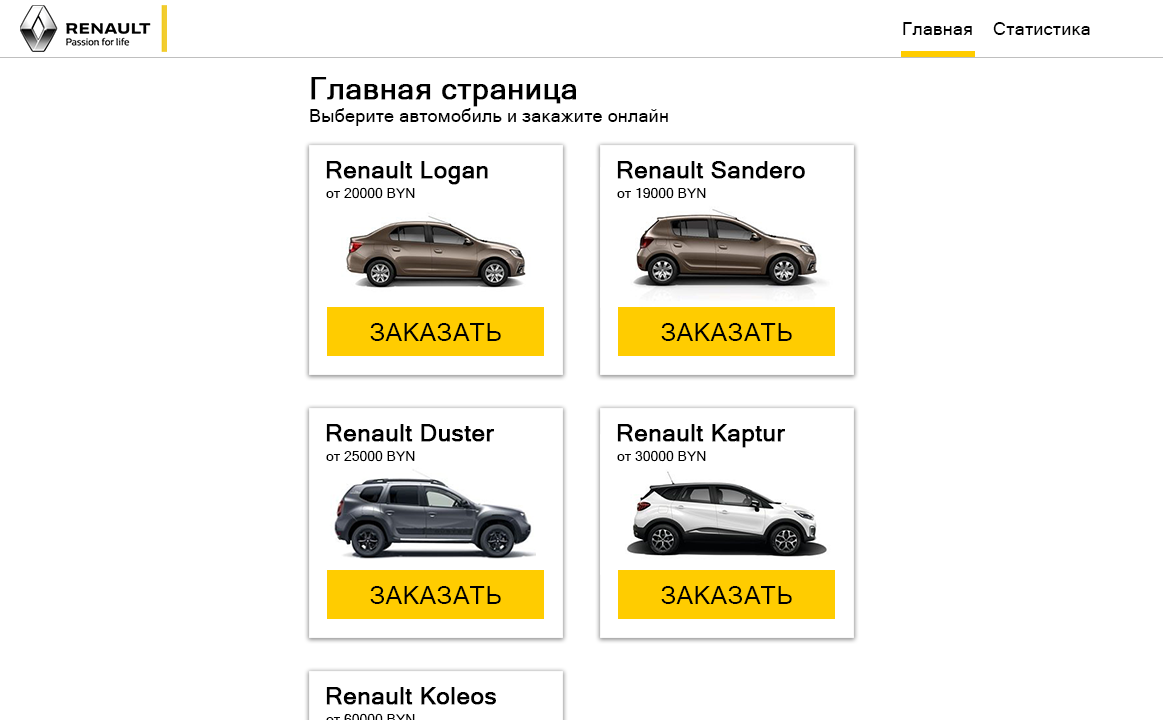 RENAULT
Passion for life
Главная
Статистика
Главная страница
Выберите автомобиль и закажите онлайн
Renault Logan
от 20000 BYN
ЗАКАЗАТЬ
Renault Sandero
от 19000 BYN
ЗАКАЗАТЬ
Renault Duster
от 25000 BYN
ЗАКАЗАТЬ
Renault Kaptur
от 30000 BYN
ЗАКАЗАТЬ
Renault Koleos
от 60000 BYN